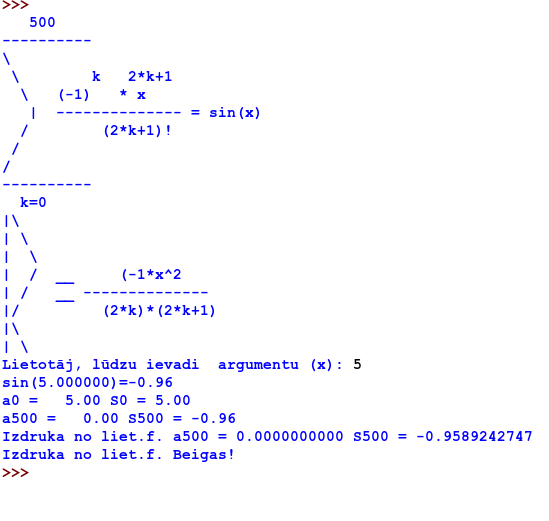 >>>
   500
----------
\
 \        k   2*k+1
  \   (-1)   * x
   |  -------------- = sin(x)
  /        (2*k+1)!
 /
/
----------
  k=0
|\
| \
|  \
|  /  __     (-1*x^2
| /   __ --------------
|/         (2*k)*(2*k+1)
|\
| \
Lietotāj, lūdzu ievadi  argumentu (x): 5
sin(5.000000)=-0.96
a0 =   5.00 S0 = 5.00
a500 =   0.00 S500 = -0.96
Izdruka no liet.f. a500 = 0.0000000000 S500 = -0.9589242747
Izdruka no liet.f. Beigas!
>>>